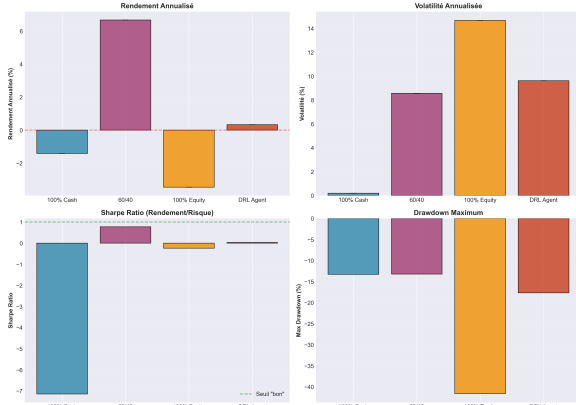 Rendement Annualisé
Rendement Annualisé (%)
6
4
2
0
−2
100% Cash
60/40
100% Equity
DRL Agent
Volatilité Annualisée
Volatilité (%)
14
12
10
8
6
4
2
0
100% Cash
60/40
100% Equity
DRL Agent
Sharpe Ratio (Rendement/Risque)
Sharpe Ratio
1
0
−1
−2
−3
−4
−5
−6
−7
Seuil "bon"
Drawdown Maximum
Max Drawdown (%)
0
−5
−10
−15
−20
−25
−30
−35
−40